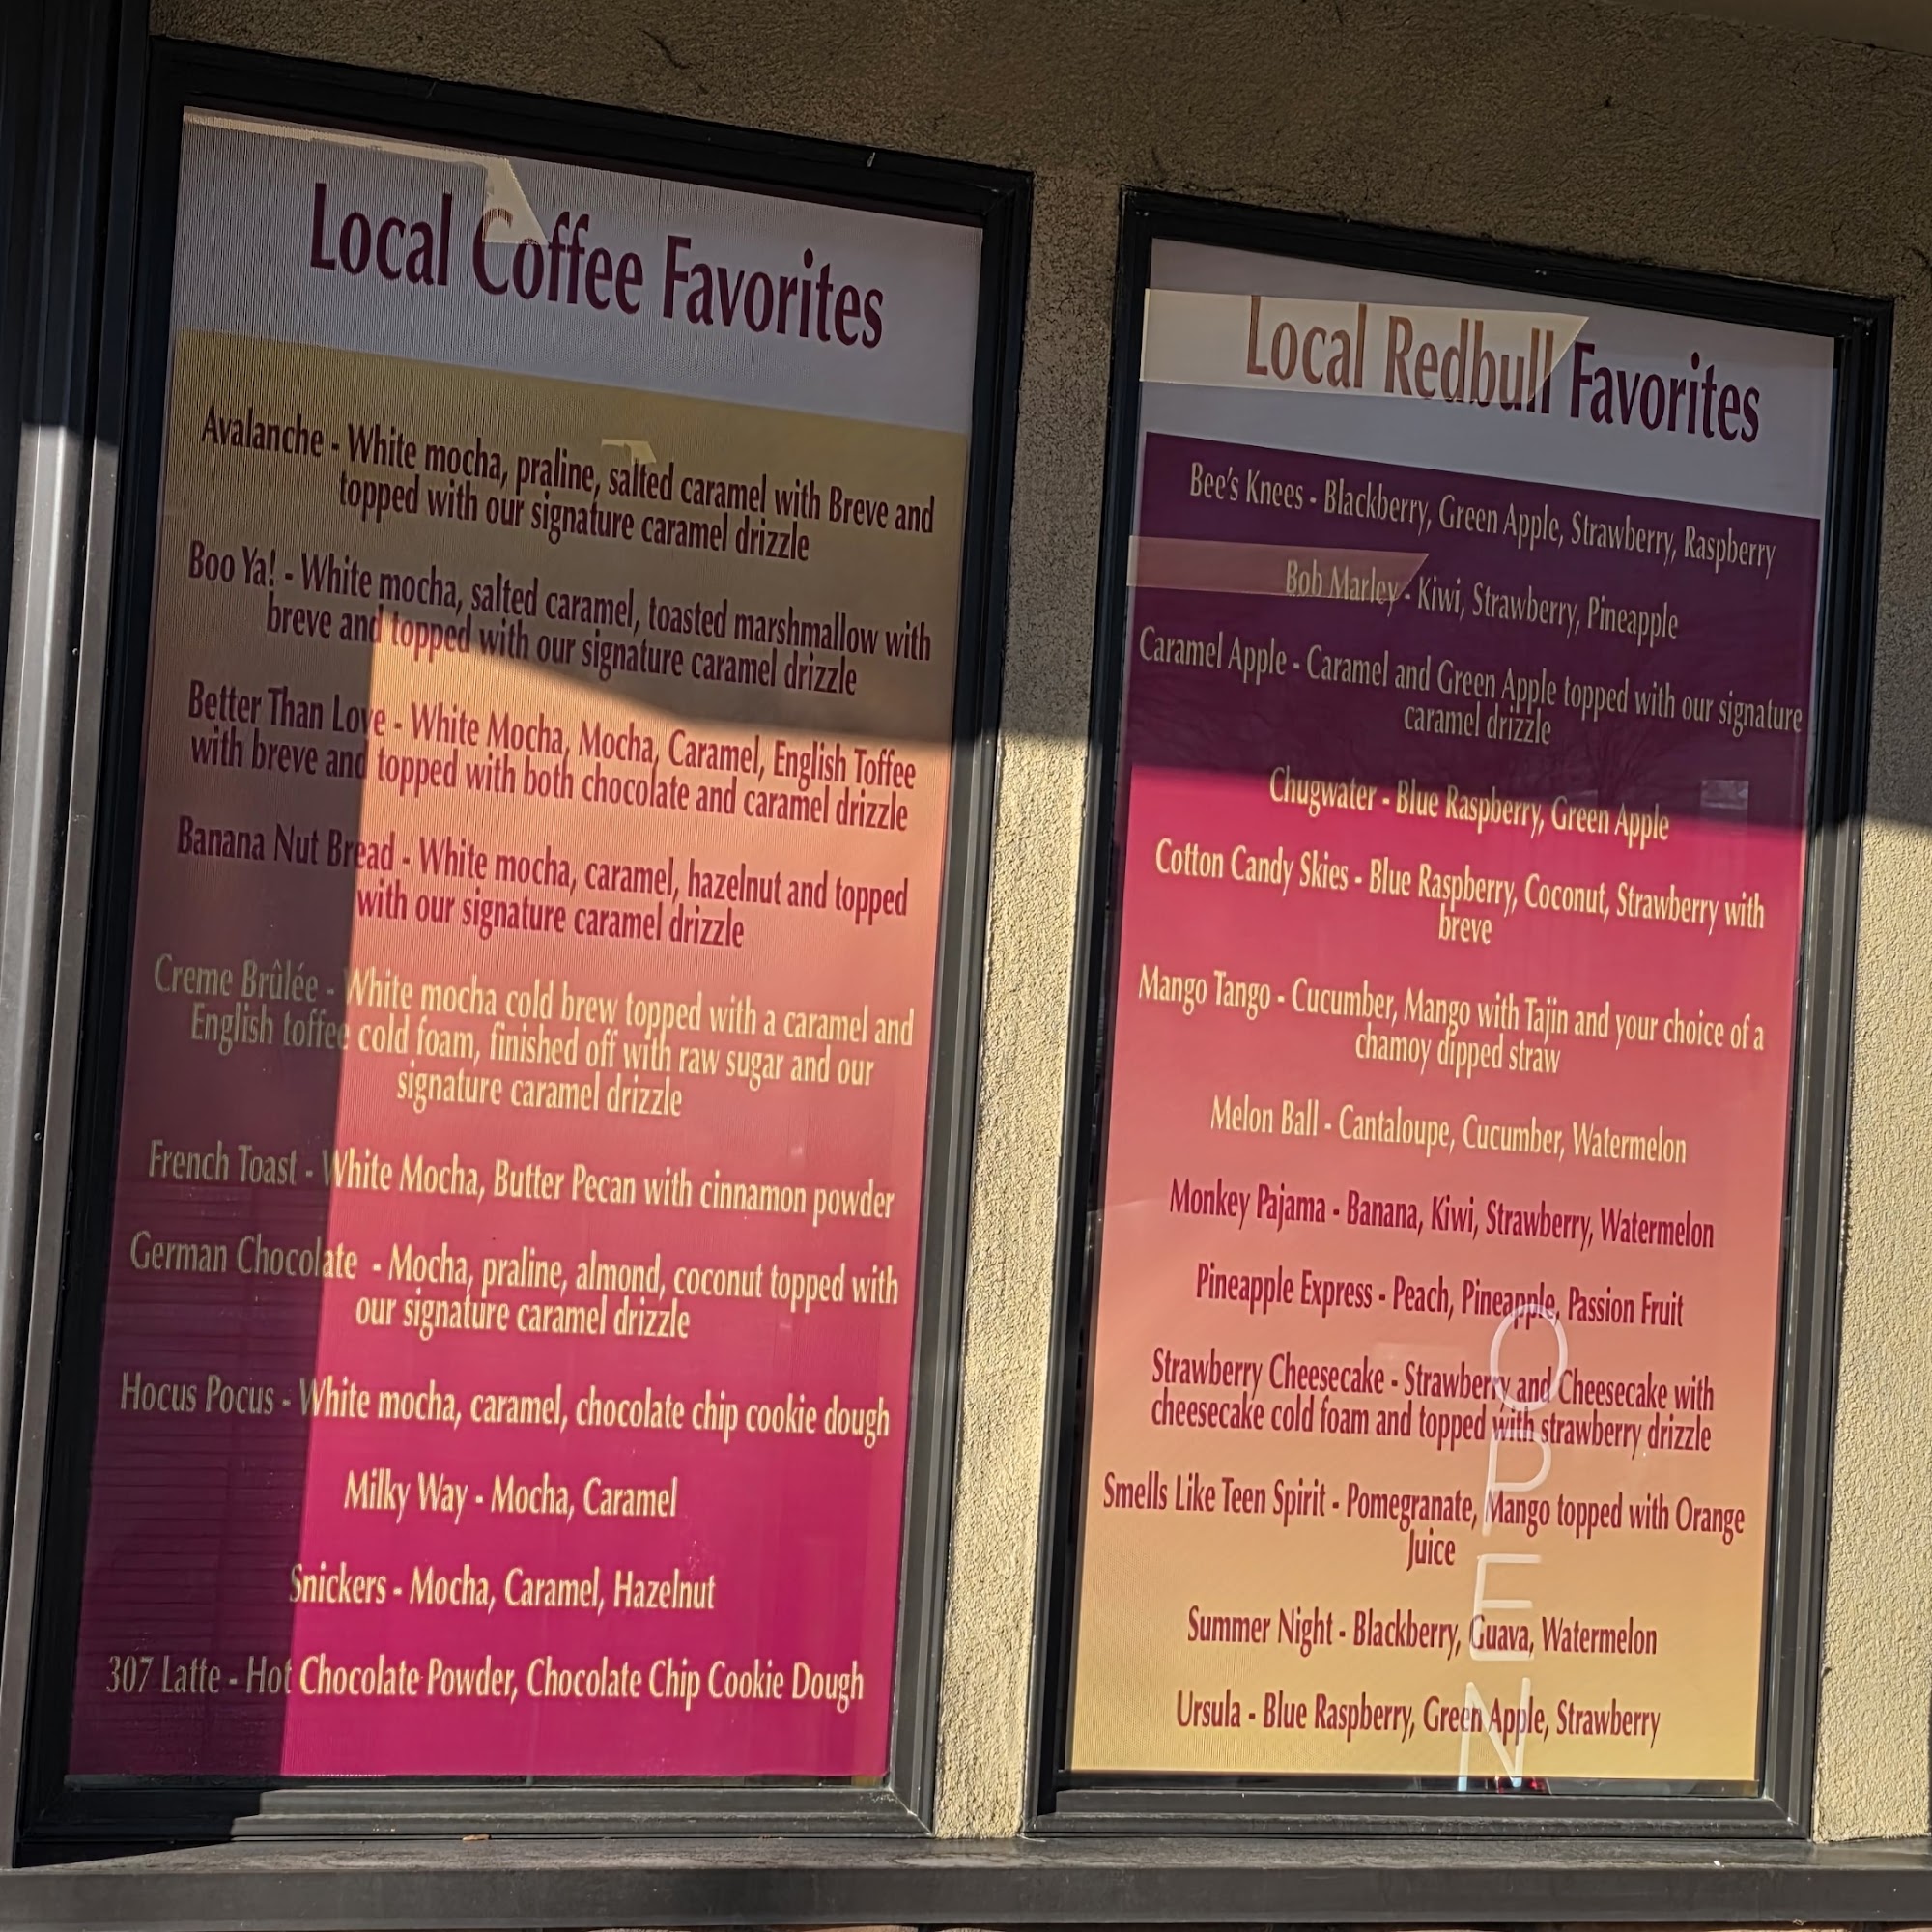 Local Coffee Favorites
Avalanche - White mocha, praline, salted caramel with Breve and
topped with our signature caramel drizzle
Boo Ya! - White mocha, salted caramel, toasted marshmallow with
breve and topped with our signature caramel drizzle
Better Than Love - White Mocha, Mocha, Caramel, English Toffee
with breve and topped with both chocolate and caramel drizzle
Banana Nut Bread - White mocha, caramel, hazelnut and topped
with our signature caramel drizzle
Creme Brûlée - White mocha cold brew topped with a caramel and
English toffee cold foam, finished off with raw sugar and our
signature caramel drizzle
French Toast - White Mocha, Butter Pecan with cinnamon powder
German Chocolate - Mocha, praline, almond, coconut topped with
our signature caramel drizzle
Hocus Pocus - White mocha, caramel, chocolate chip cookie dough
Milky Way - Mocha, Caramel
Snickers - Mocha, Caramel, Hazelnut
307 Latte - Hot Chocolate Powder, Chocolate Chip Cookie Dough
Local Redbull Favorites
Bee's Knees - Blackberry, Green Apple, Strawberry, Raspberry
Bob Marley - Kiwi, Strawberry, Pineapple
Caramel Apple - Caramel and Green Apple topped with our signature
caramel drizzle
Chugwater - Blue Raspberry, Green Apple
Cotton Candy Skies - Blue Raspberry, Coconut, Strawberry with
breve
Mango Tango - Cucumber, Mango with Tajin and your choice of a
chamoy dipped straw
Melon Ball - Cantaloupe, Cucumber, Watermelon
Monkey Pajama - Banana, Kiwi, Strawberry, Watermelon
Pineapple Express - Peach, Pineapple, Passion Fruit
Strawberry Cheesecake - Strawberry and Cheesecake with
cheesecake cold foam and topped with strawberry drizzle
Smells Like Teen Spirit - Pomegranate, Mango topped with Orange
Juice
Summer Night - Blackberry, Guava, Watermelon
Ursula - Blue Raspberry, Green Apple, Strawberry
OPEN